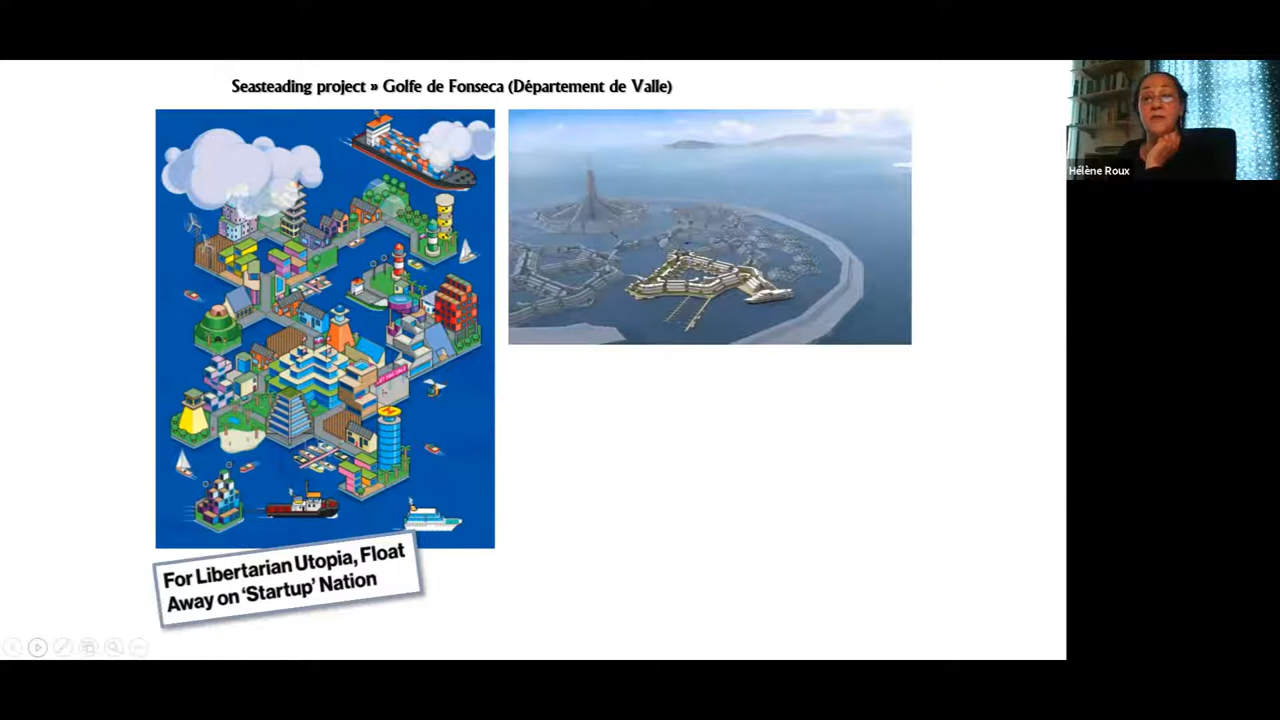 Seasteading project » Golfe de Fonseca (Département de Valle)
Hélène Roux
H
For Libertarian Utopia, Float
Away on 'Startup' Nation